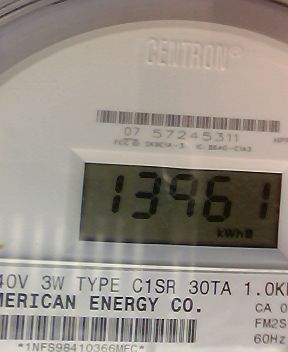 CENTRON®
07 57245311
13961
kWh
40V 3W TYPE C1SR 30TA 1.0K
MERICAN ENERGY CO.
CA 0
FM2S
60Hz
*1NFS98410366MEC*